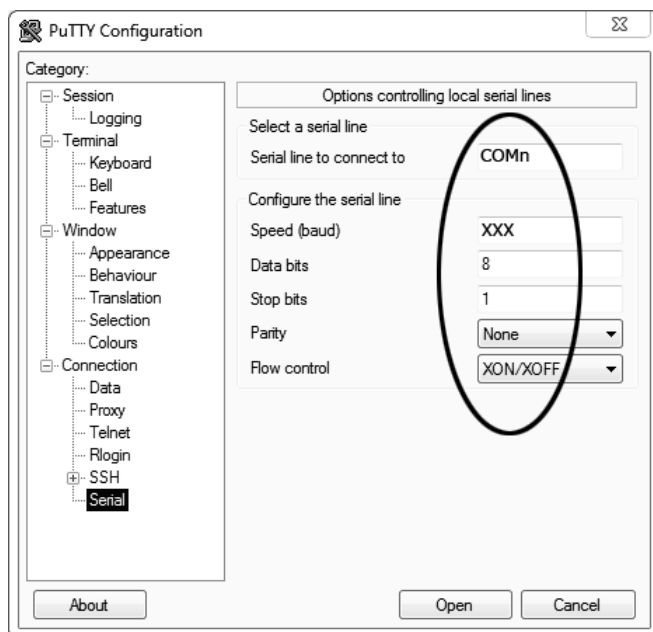 PuTTY Configuration
Category:
Session
Logging
Terminal
Keyboard
Bell
Features
Window
Appearance
Behaviour
Translation
Selection
Colours
Connection
Data
Proxy
Telnet
Rlogin
SSH
Serial
Options controlling local serial lines
Select a serial line
Serial line to connect to COMn
Configure the serial line
Speed (baud) XXX
Data bits 8
Stop bits 1
Parity None
Flow control XON/XOFF
About Open Cancel